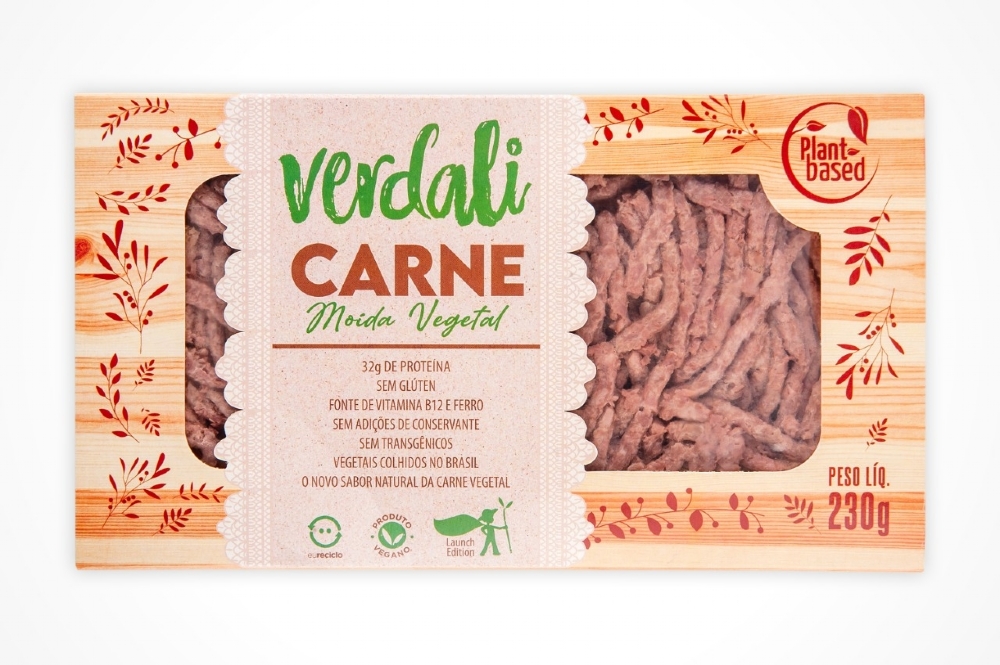 verdali
CARNE
Moída Vegetal
32g DE PROTEÍNA
SEM GLÚTEN
FONTE DE VITAMINA B12 E FERRO
SEM ADIÇÕES DE CONSERVANTE
SEM TRANSGÊNICOS
VEGETAIS COLHIDOS NO BRASIL
O NOVO SABOR NATURAL DA CARNE VEGETAL
eureciclo
PRODUTO
VEGANO
Launch
Edition
Plant-
based
PESO LÍQ.
230g